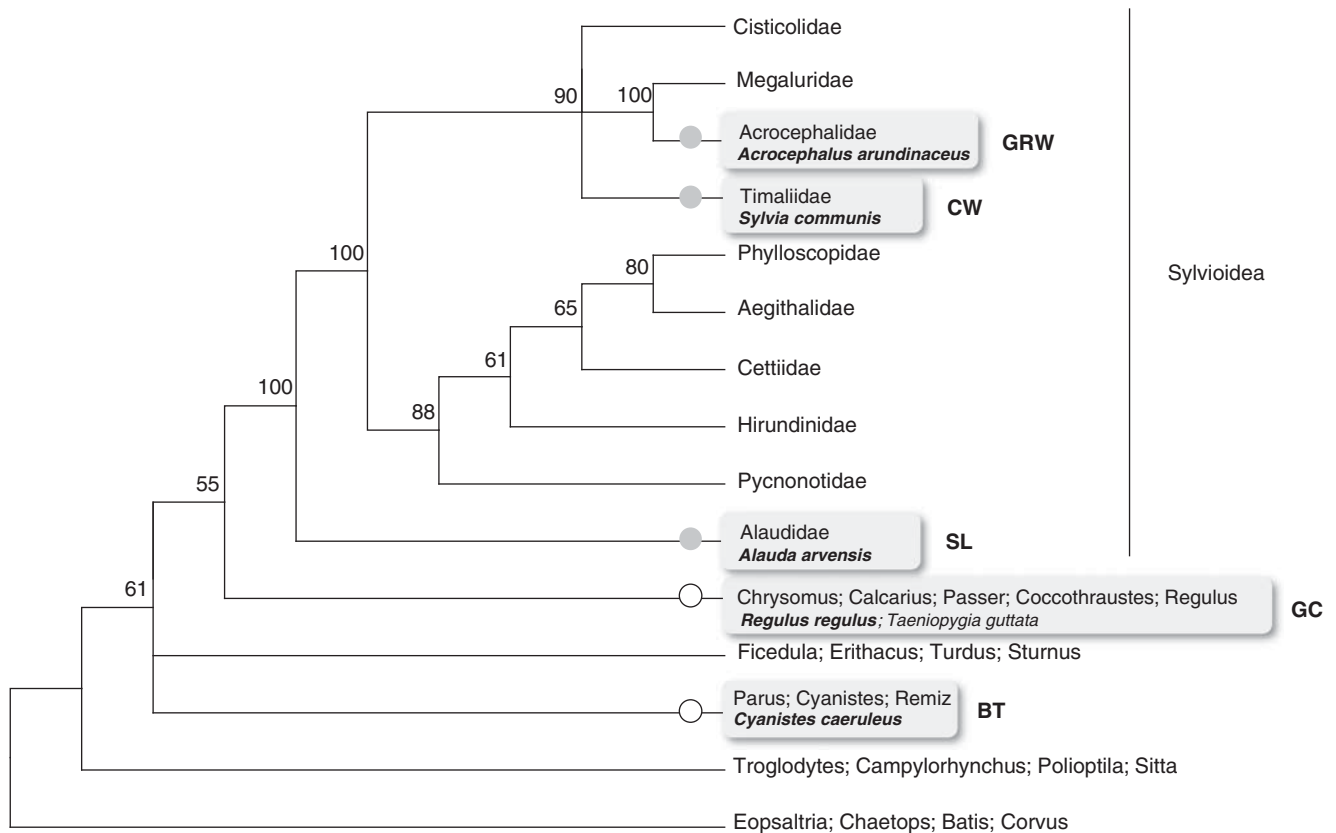 Cisticolidae
90
100
Megaluridae
Acrocephalidae
Acrocephalus arundinaceus
GRW
Timaliidae
Sylvia communis
CW
100
Phylloscopidae
80
Sylvioidea
65
Aegithalidae
61
Cettiidae
100
88
Hirundinidae
55
Pycnonotidae
Alaudidae
Alauda arvensis
SL
61
Chrysomus; Calcarius; Passer; Coccothraustes; Regulus
Regulus regulus; Taeniopygia guttata
GC
Ficedula; Erithacus; Turdus; Sturnus
Parus; Cyanistes; Remiz
Cyanistes caeruleus
BT
Troglodytes; Campylorhynchus; Polioptila; Sitta
Eopsaltria; Chaetops; Batis; Corvus